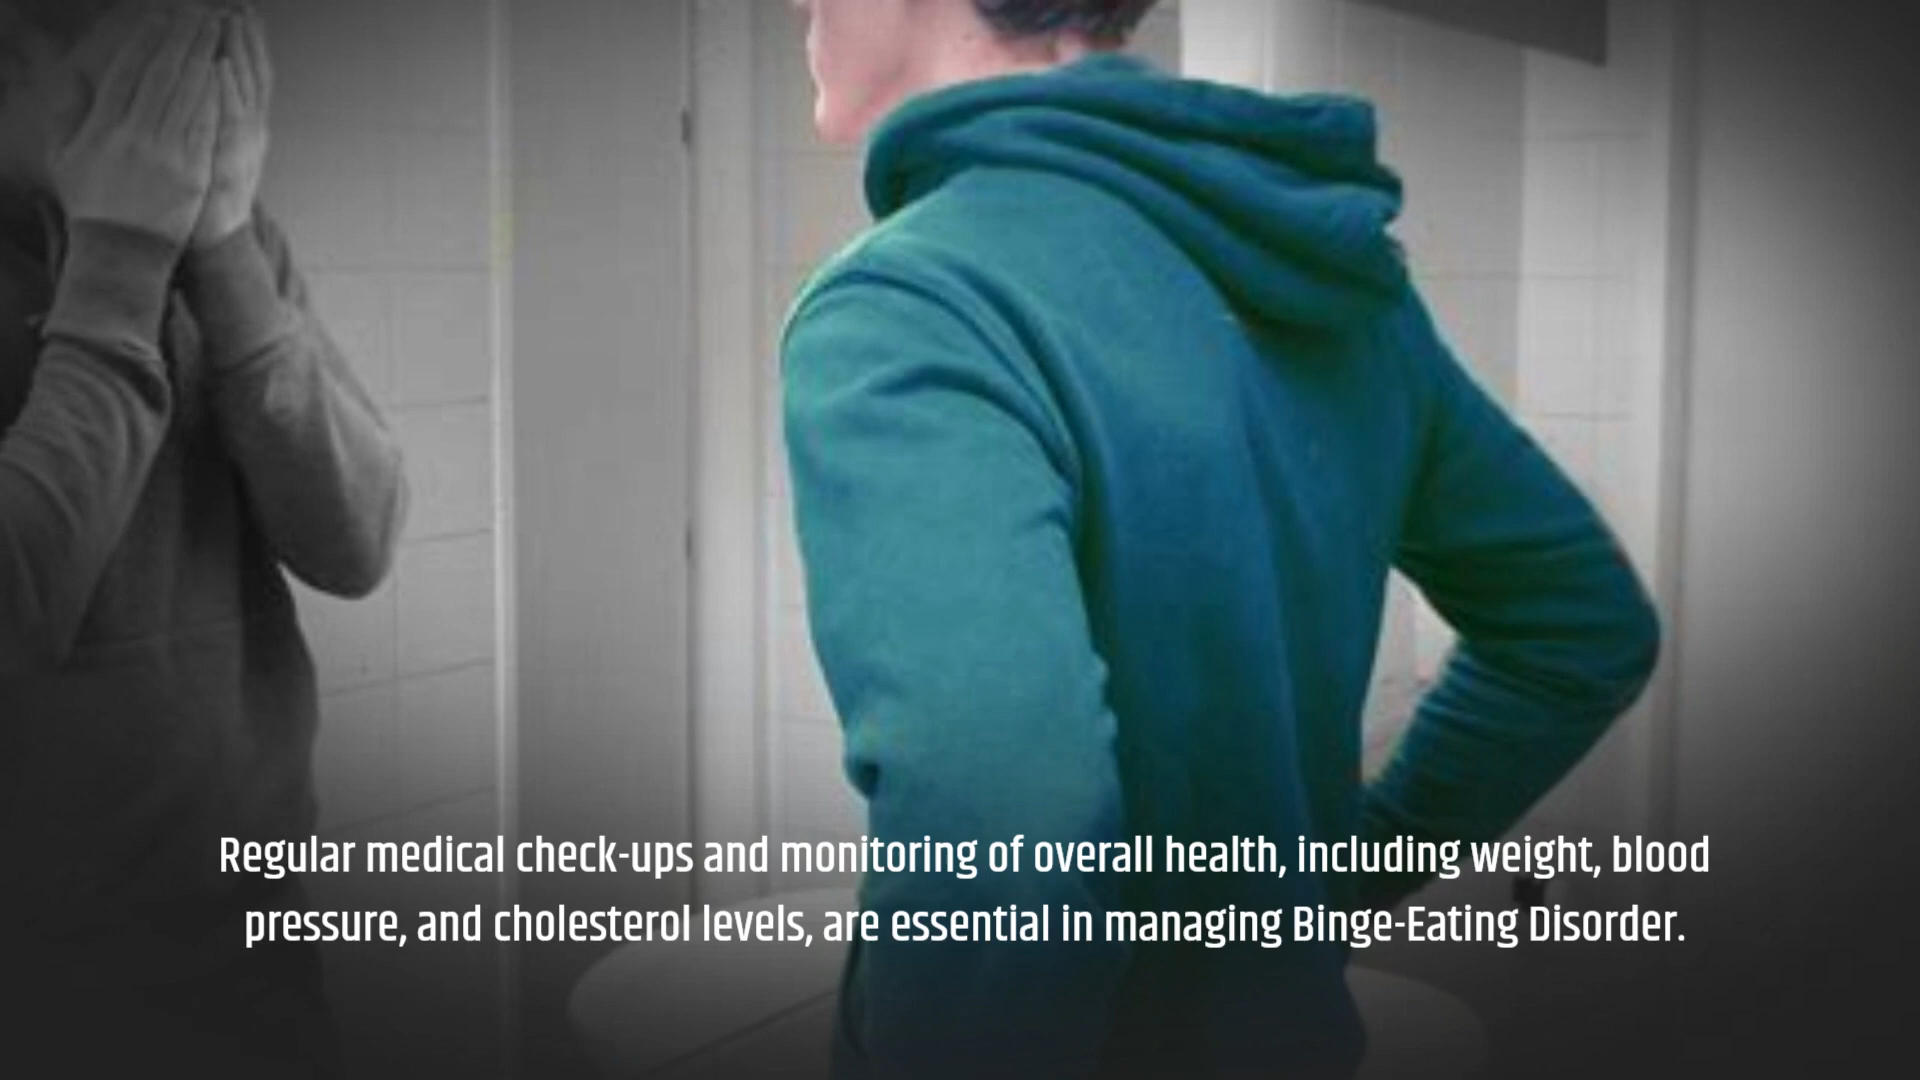 Regular medical check-ups and monitoring of overall health, including weight, blood
pressure, and cholesterol levels, are essential in managing Binge-Eating Disorder.